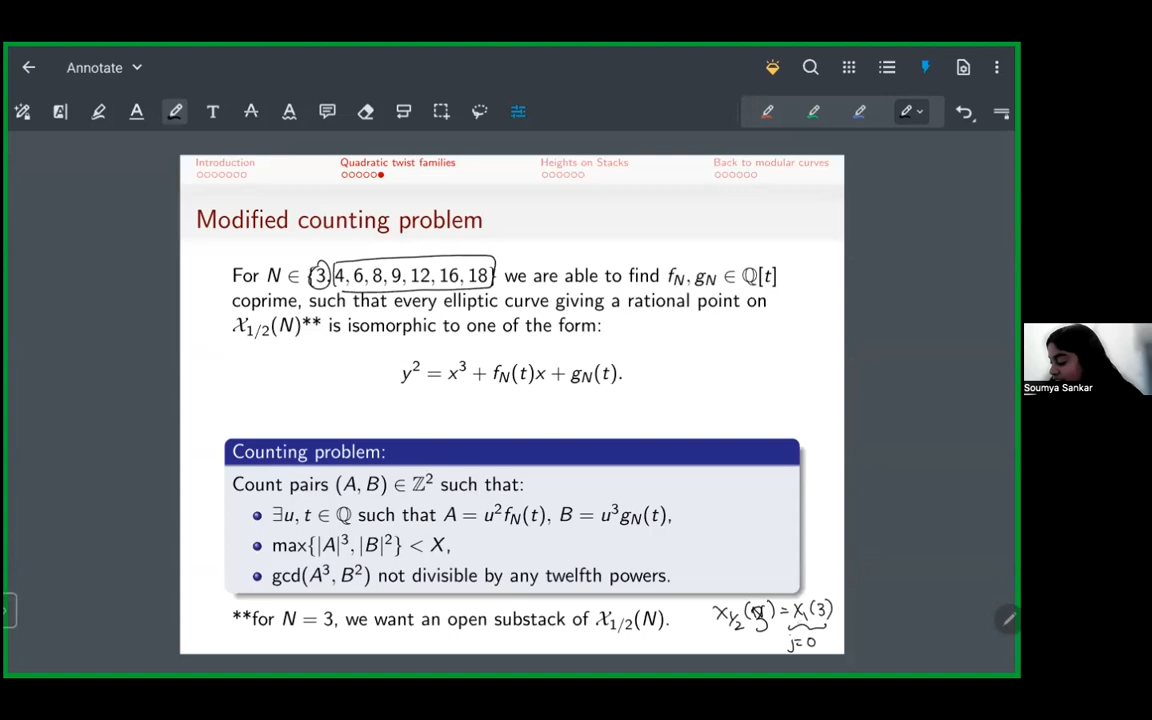 Annotate
Introduction
Quadratic twist families
Heights on Stacks
Back to modular curves
Modified counting problem
For N ∈ {3, 4, 6, 8, 9, 12, 16, 18} we are able to find f_N, g_N ∈ ℚ[t]
coprime, such that every elliptic curve giving a rational point on
𝒳_{1/2}(N)** is isomorphic to one of the form:
y² = x³ + f_N(t)x + g_N(t).
Counting problem:
Count pairs (A, B) ∈ ℤ² such that:
• ∃u, t ∈ ℚ such that A = u²f_N(t), B = u³g_N(t),
• max{|A|³, |B|²} < X,
• gcd(A³, B²) not divisible by any twelfth powers.
**for N = 3, we want an open substack of 𝒳_{1/2}(N).
X_{1/2}(3) = X_1(3)
j=0
Soumya Sankar